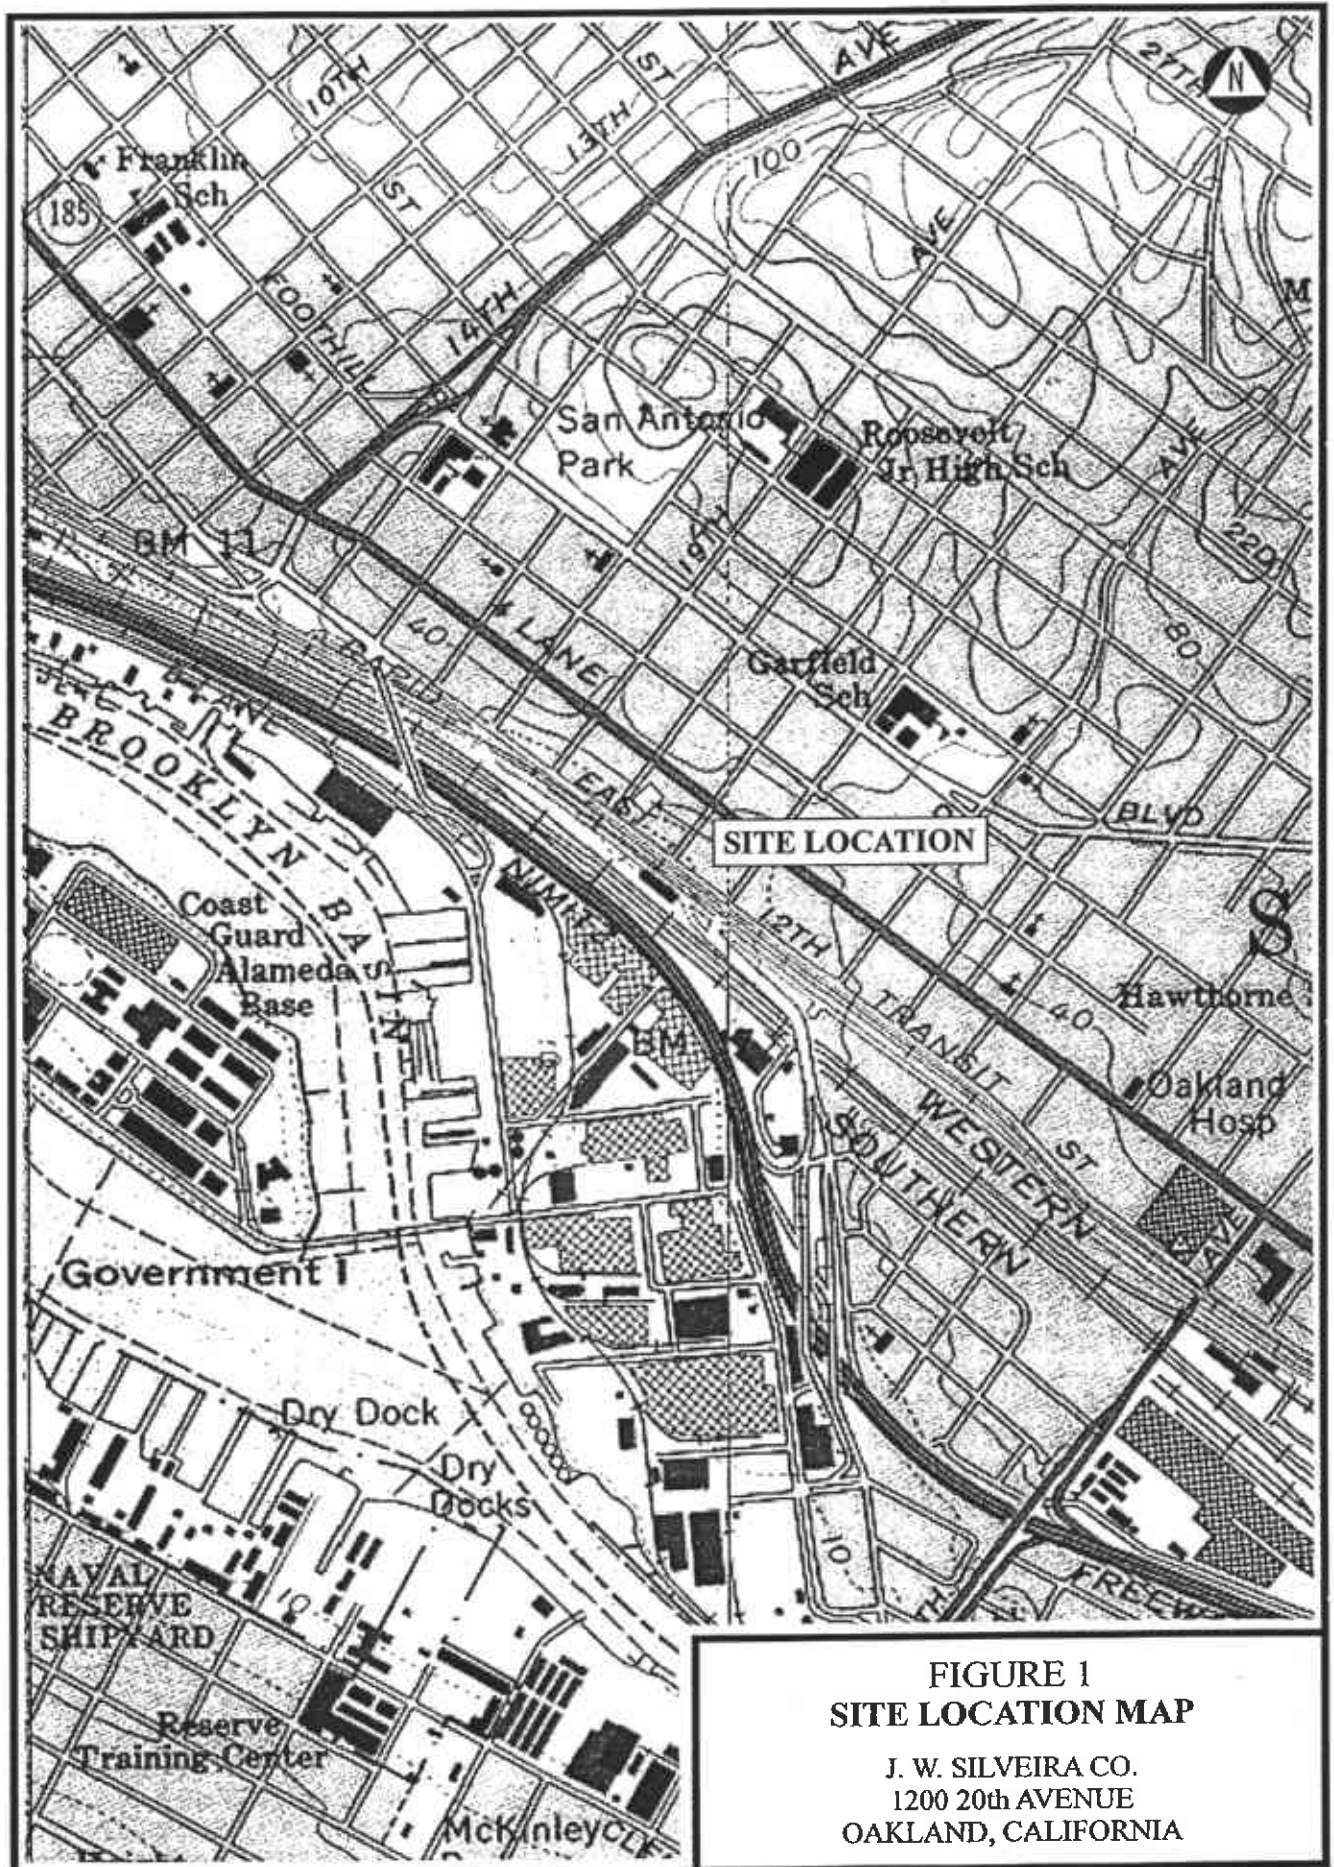 27TH
N
AVE
ST
10TH
13TH
100
Franklin
Sch
ST
185
AVE
FOOTHILL
14TH
M
San Antonio
Park
Roosevelt
Jr High Sch
AVE
19TH
22D
BM 11
40
LANE
80
Garfield
Sch
BROOKLYN BASIN
EAST
BLVD
SITE LOCATION
NIMITZ
12TH
S
Coast
Guard
Alameda
Base
TRANSIT
40
Hawthorne
BM
Oakland
Hosp
WESTERN
ST
SOUTHERN
AVE
Government I
Dry Dock
Dry
Docks
10
NAVAL
RESERVE
SHIPYARD
10
TH
FREEW
Reserve
Training Center
McKinley
FIGURE 1
SITE LOCATION MAP
J. W. SILVEIRA CO.
1200 20th AVENUE
OAKLAND, CALIFORNIA